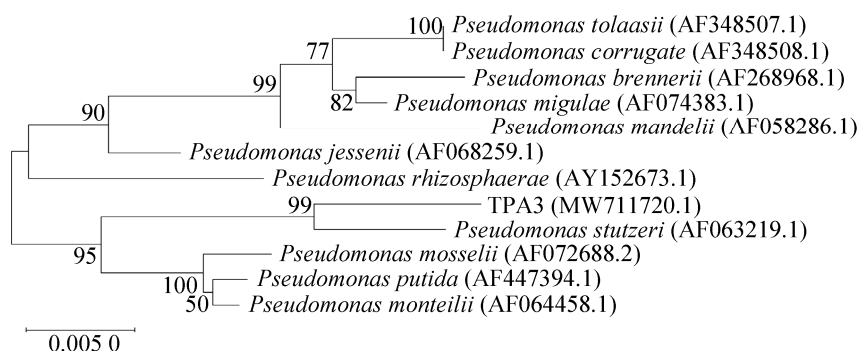 100 Pseudomonas tolaasii (AF348507.1)
77 Pseudomonas corrugate (AF348508.1)
99 Pseudomonas brennerii (AF268968.1)
82 Pseudomonas migulae (AF074383.1)
90 Pseudomonas mandelii (AF058286.1)
Pseudomonas jessenii (AF068259.1)
Pseudomonas rhizosphaerae (AY152673.1)
99 TPA3 (MW711720.1)
Pseudomonas stutzeri (AF063219.1)
95 Pseudomonas mosselii (AF072688.2)
100 Pseudomonas putida (AF447394.1)
50 Pseudomonas monteilii (AF064458.1)
0.005 0